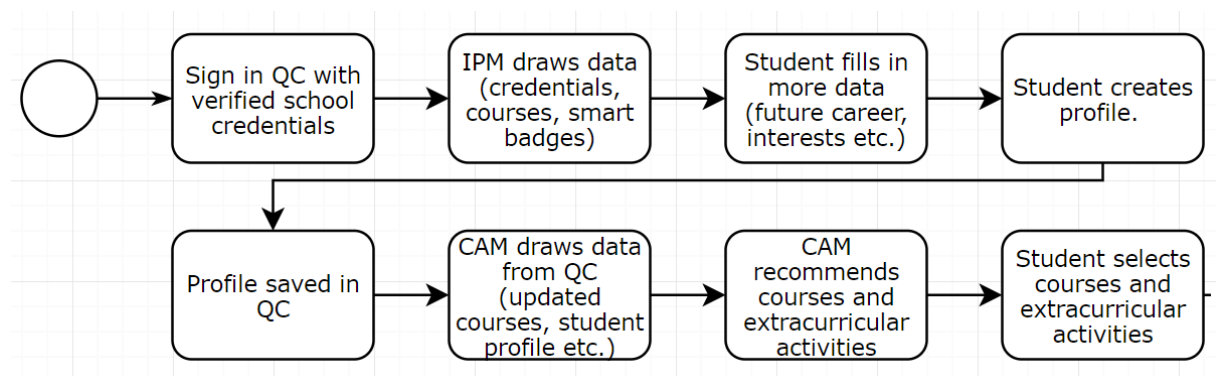 Sign in QC with
verified school
credentials
IPM draws data
(credentials,
courses, smart
badges)
Student fills in
more data
(future career,
interests etc.)
Student creates
profile.
Profile saved in
QC
CAM draws data
from QC
(updated
courses, student
profile etc.)
CAM
recommends
courses and
extracurricular
activities
Student selects
courses and
extracurricular
activities